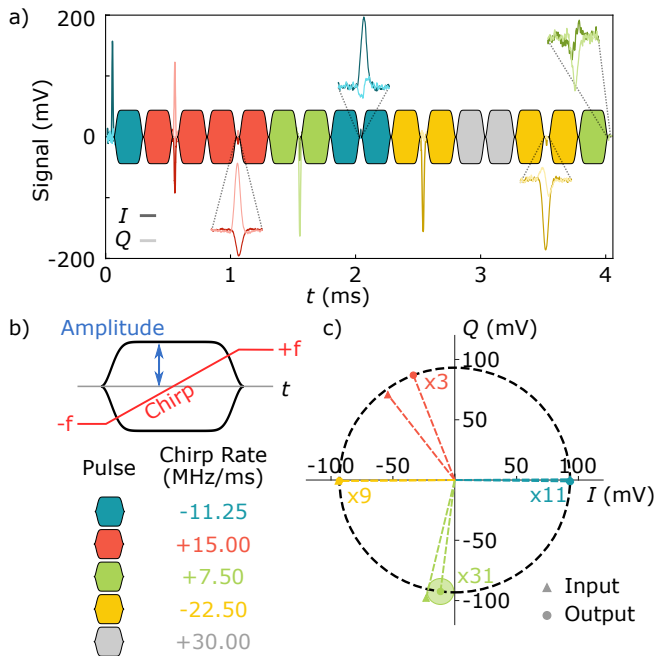 a)
200
0
-200
Signal (mV)
I
Q
0
1
2
3
4
t (ms)
b)
Amplitude
+f
-f
Chirp
t
Pulse
Chirp Rate
(MHz/ms)
-11.25
+15.00
+7.50
-22.50
+30.00
c)
Q (mV)
100
50
-100
-50
0
50
100
I (mV)
-50
-100
x3
x9
x11
x31
Input
Output